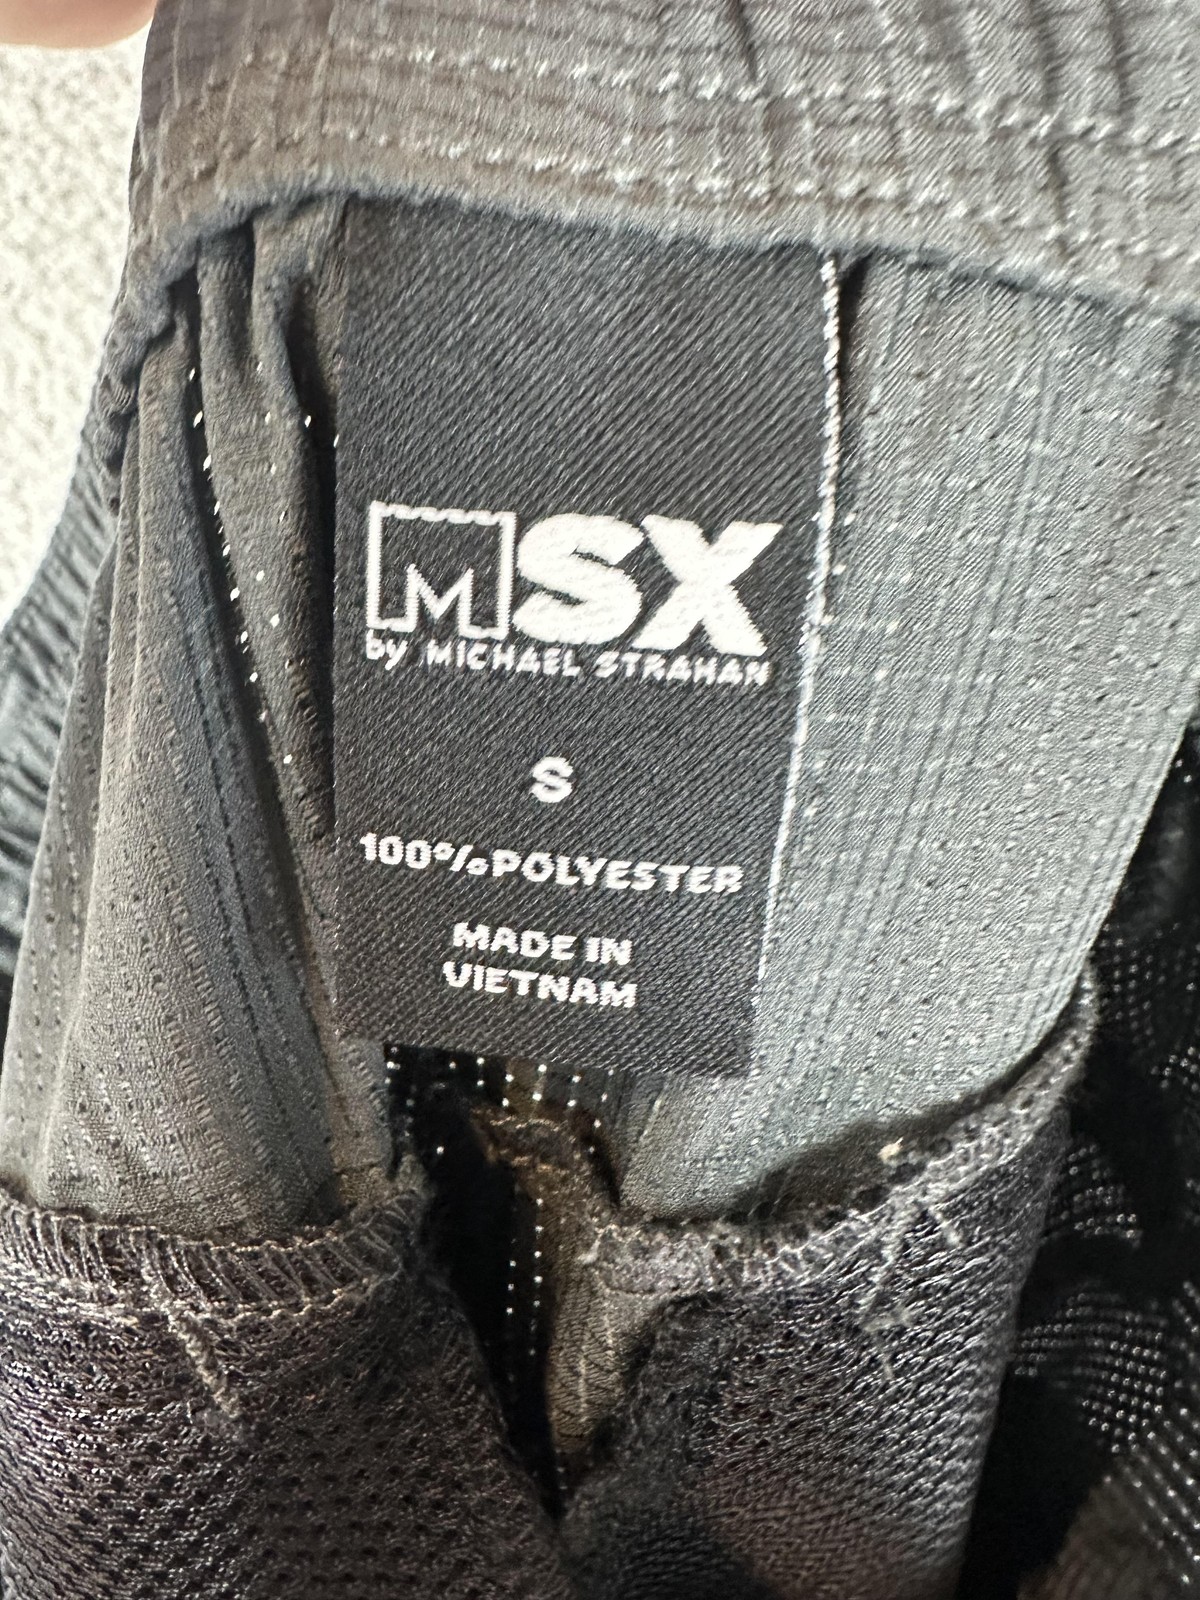 MSX
by MICHAEL STRAHAN
S
100% POLYESTER
MADE IN
VIETNAM